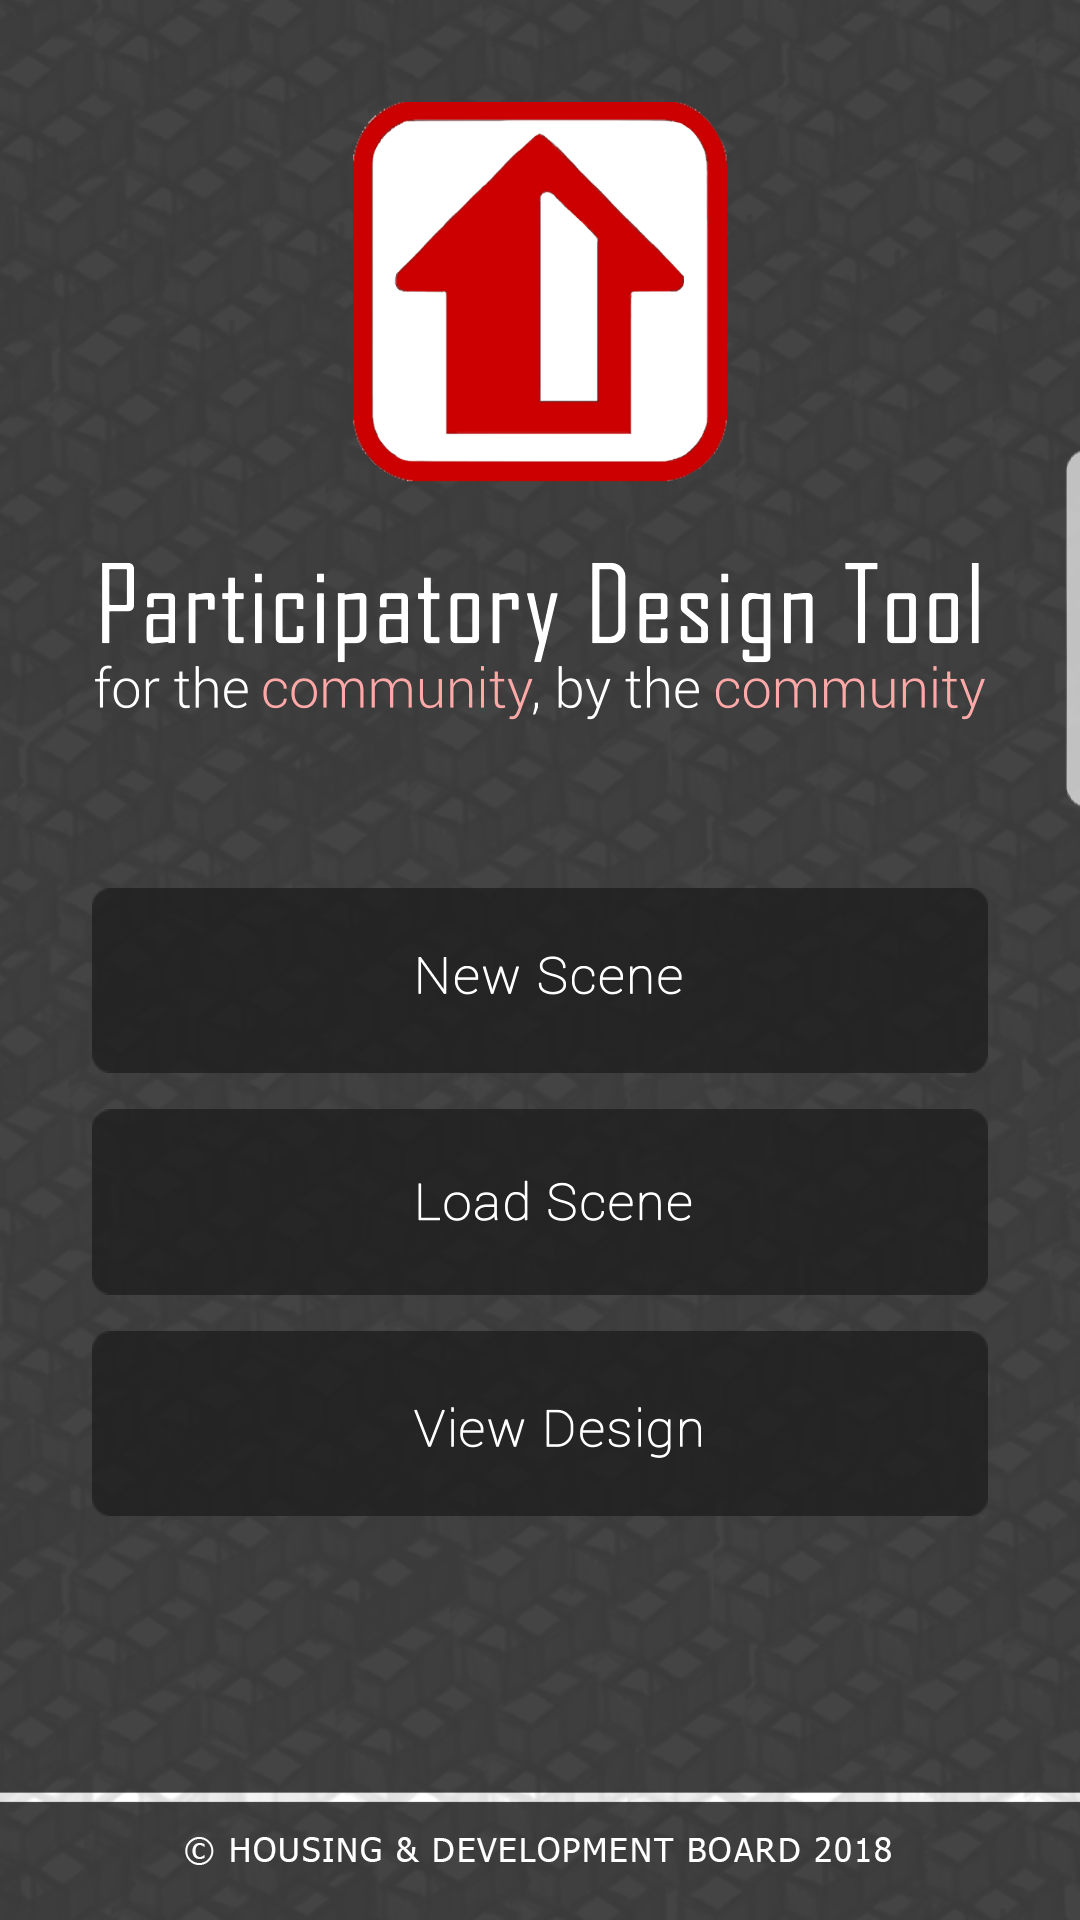 Participatory Design Tool
for the community, by the community
New Scene
Load Scene
View Design
© HOUSING & DEVELOPMENT BOARD 2018